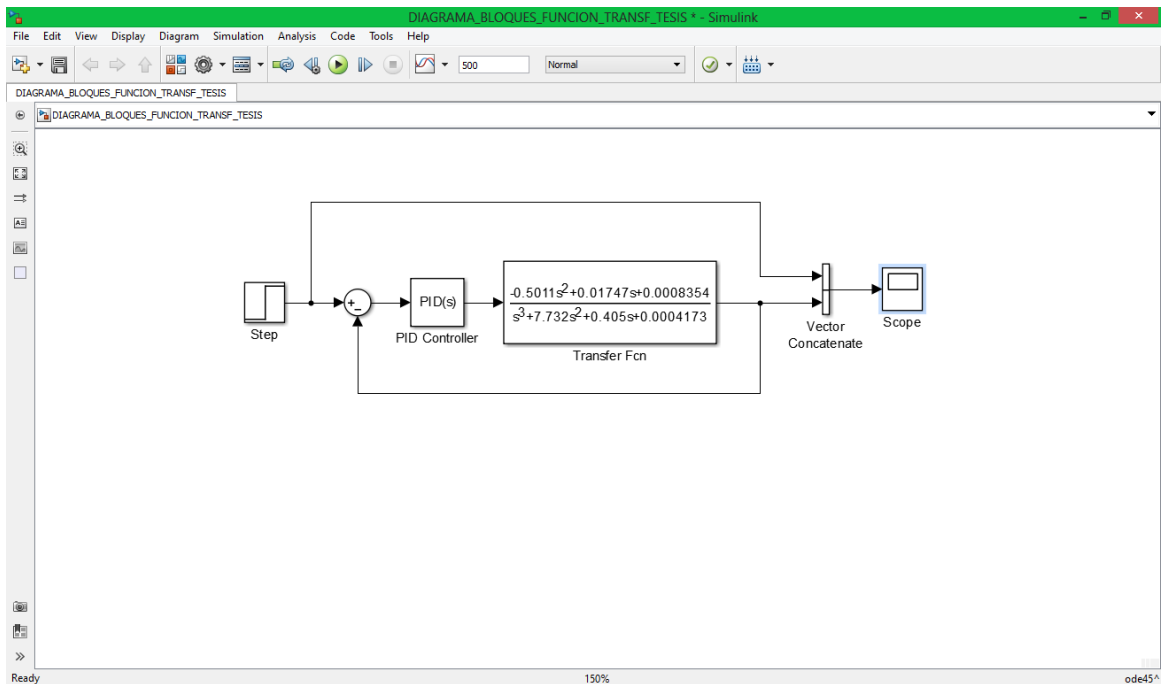 DIAGRAMA_BLOQUES_FUNCION_TRANSF_TESIS * - Simulink
File Edit View Display Diagram Simulation Analysis Code Tools Help
500 Normal
DIAGRAMA_BLOQUES_FUNCION_TRANSF_TESIS
DIAGRAMA_BLOQUES_FUNCION_TRANSF_TESIS
Step
+
−
PID(s)
PID Controller
-0.5011s²+0.01747s+0.0008354
s³+7.732s²+0.405s+0.0004173
Transfer Fcn
Vector
Concatenate
Scope
Ready 150% ode45^